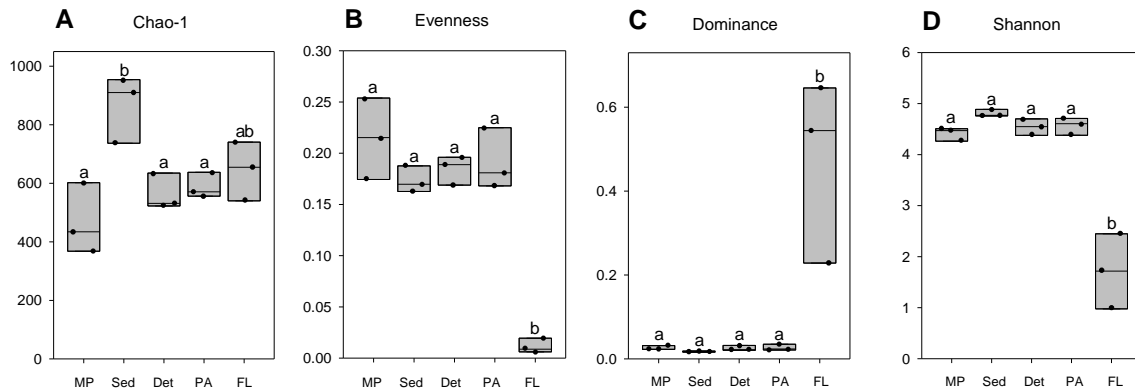 A Chao-1
1000
800
600
400
200
0
a
b
a
a
ab
MP Sed Det PA FL
B Evenness
0.30
0.25
0.20
0.15
0.10
0.05
0.00
a
a
a
a
b
MP Sed Det PA FL
C Dominance
0.6
0.4
0.2
0.0
a
a
a
a
b
MP Sed Det PA FL
D Shannon
6
5
4
3
2
1
0
a
a
a
a
b
MP Sed Det PA FL